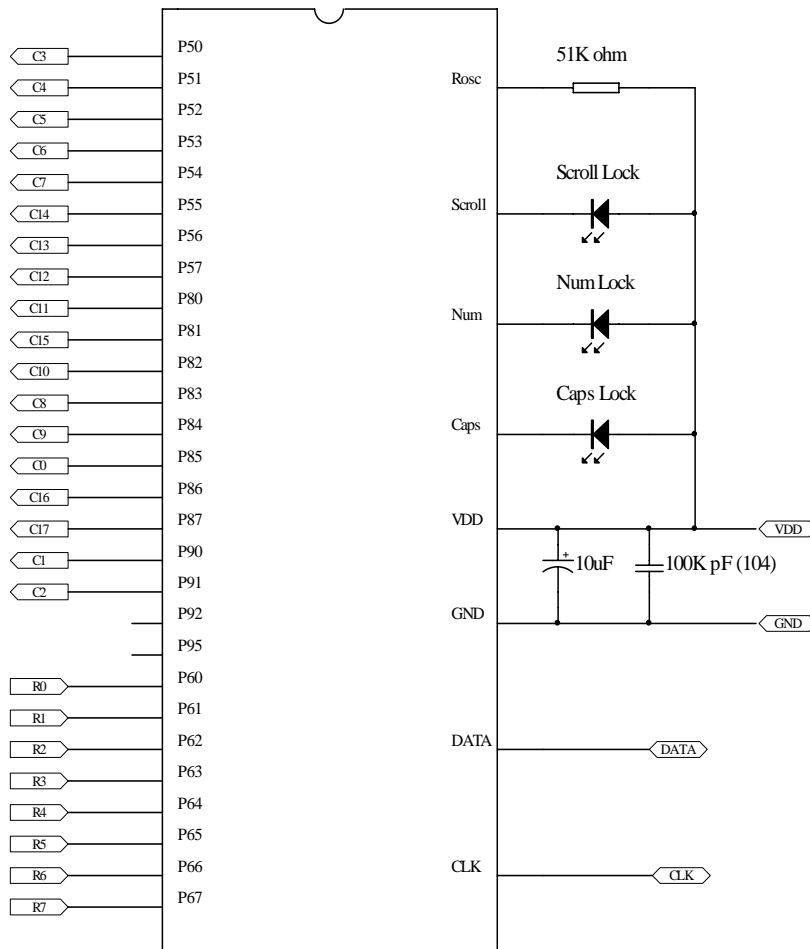 C3 P50
C4 P51 Rosc 51K ohm
C5 P52
C6 P53
C7 P54 Scroll Lock
C14 P55 Scroll
C13 P56
C12 P57 Num Lock
C11 P80
C15 P81 Num
C10 P82
C8 P83 Caps Lock
C9 P84 Caps
C0 P85
C16 P86
C17 P87 VDD VDD
C1 P90 + 10uF 100K pF (104)
C2 P91
P92 GND GND
P95
R0 P60
R1 P61
R2 P62 DATA DATA
R3 P63
R4 P64
R5 P65
R6 P66 CLK CLK
R7 P67